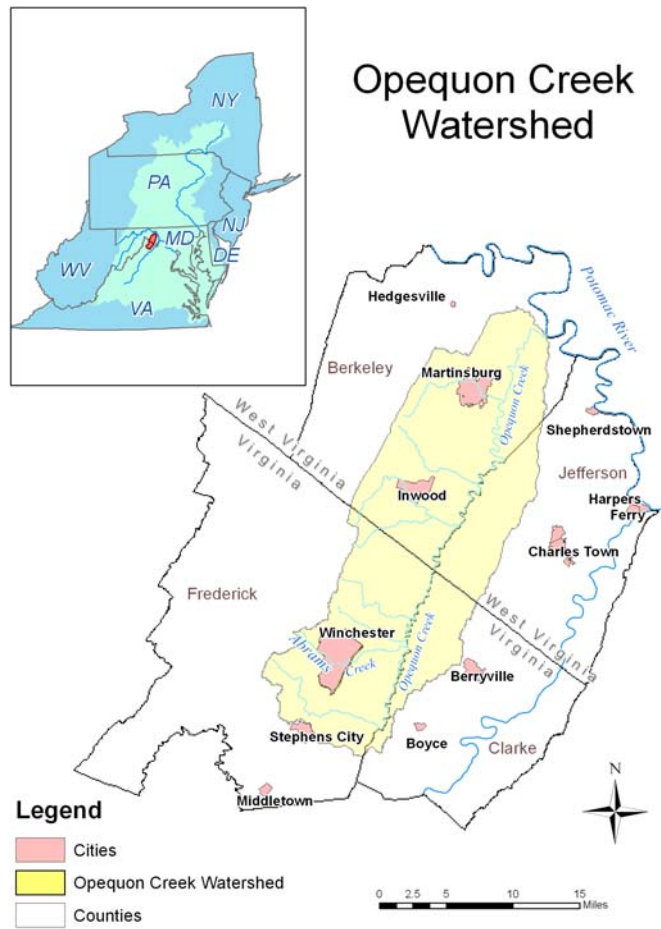 Opequon Creek
Watershed
NY
PA
NJ
MD
DE
WV
VA
Potomac River
Hedgesville
Berkeley
Martinsburg
Opequon Creek
Shepherdstown
West Virginia
Virginia
Jefferson
Inwood
Harpers
Ferry
Charles Town
Frederick
Winchester
Abrams
Creek
Opequon Creek
West Virginia
Virginia
Berryville
Stephens City
Boyce
Clarke
Middletown
N
Legend
Cities
Opequon Creek Watershed
Counties
0 2.5 5 10 15
Miles